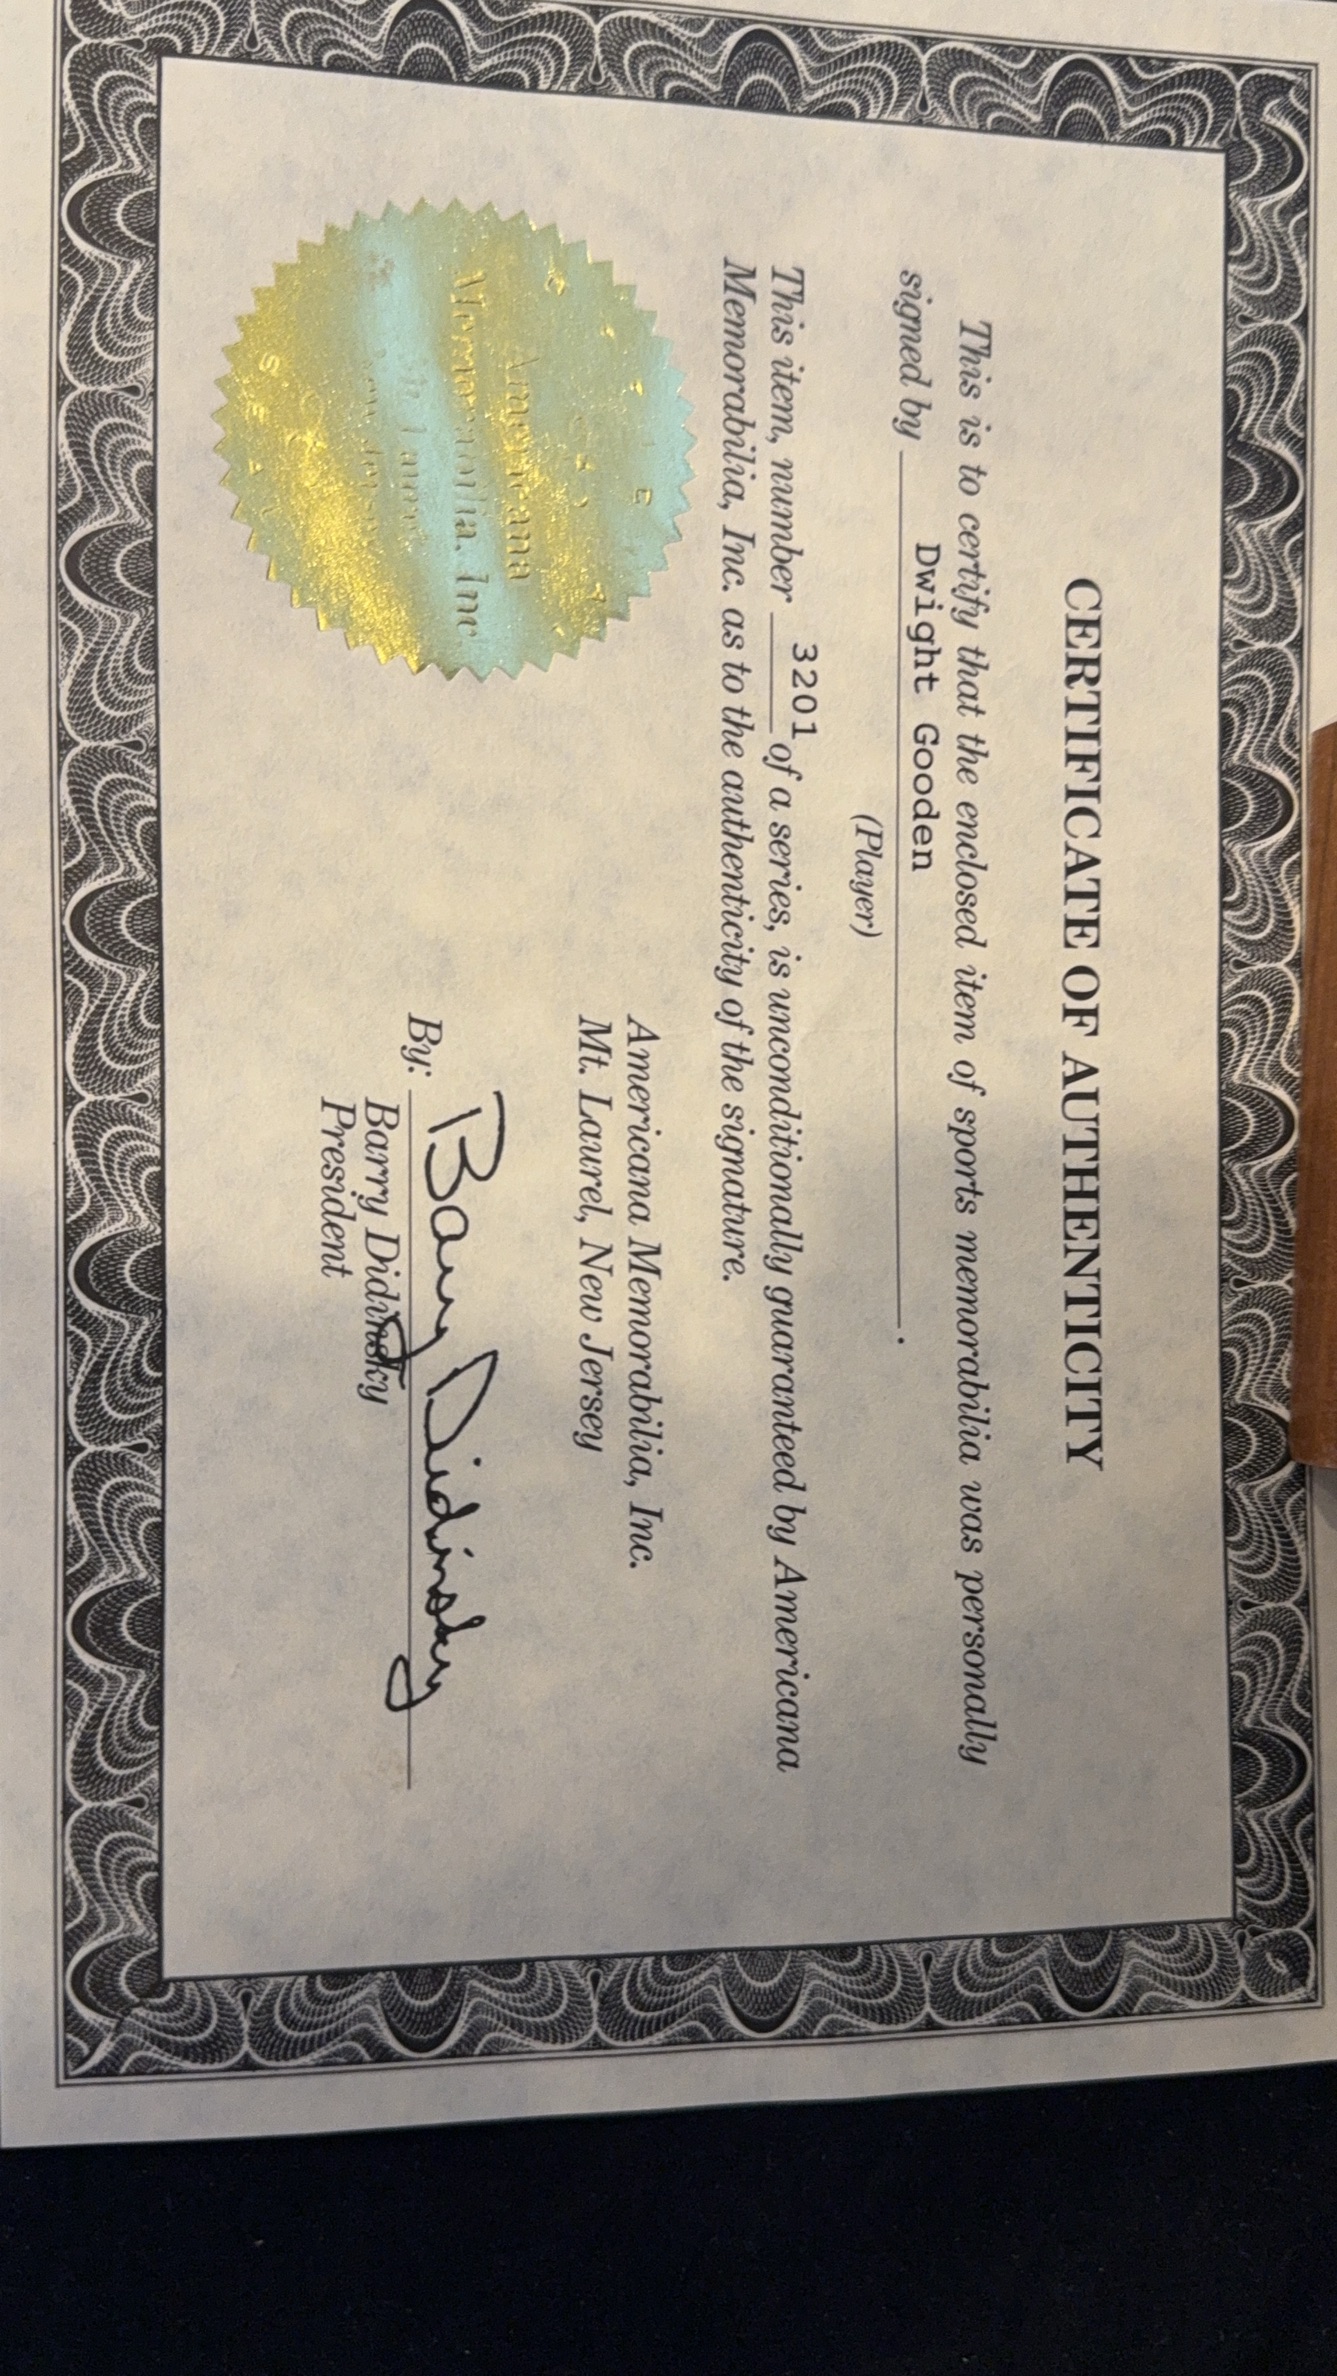 CERTIFICATE OF AUTHENTICITY
This is to certify that the enclosed item of sports memorabilia was personally
signed by Dwight Gooden.
(Player)
This item, number 3201 of a series, is unconditionally guaranteed by Americana
Memorabilia, Inc. as to the authenticity of the signature.
Americana
Memorabilia, Inc
Americana Memorabilia, Inc.
Mt. Laurel, New Jersey
By: Barry Didinsky
Barry Didinsky
President